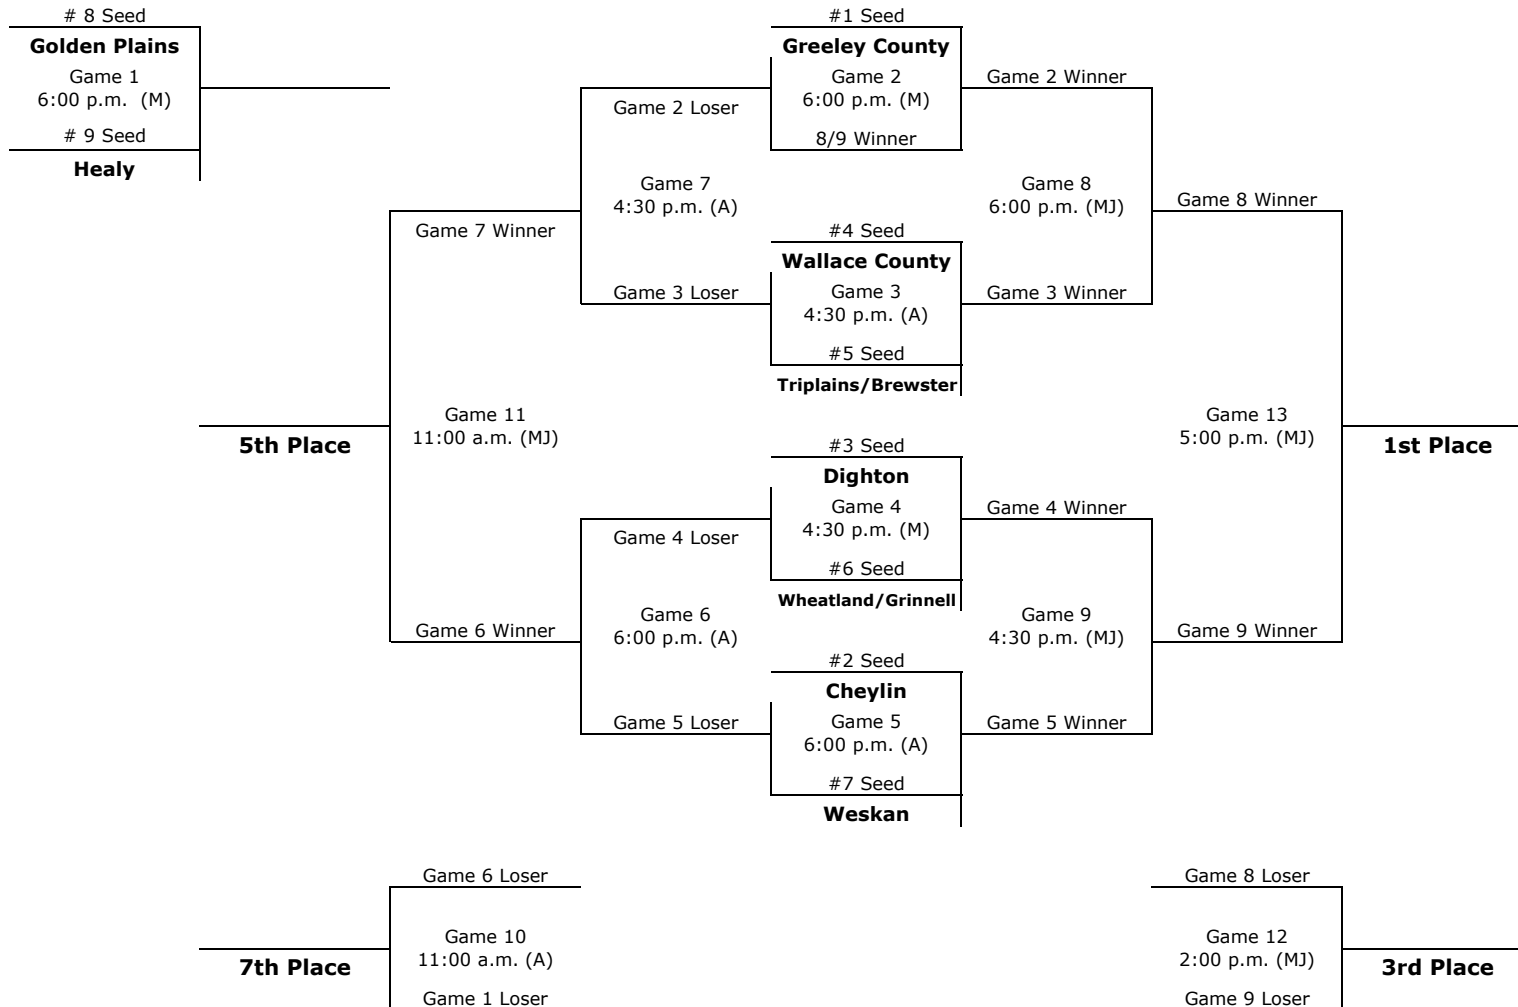 # 8 Seed
Golden Plains
Game 1
6:00 p.m.  (M)
# 9 Seed
Healy
#1 Seed
Greeley County
Game 2
6:00 p.m. (M)
8/9 Winner
Game 2 Loser
Game 2 Winner
Game 7
4:30 p.m. (A)
Game 8
6:00 p.m. (MJ)
Game 7 Winner
Game 8 Winner
#4 Seed
Wallace County
Game 3
4:30 p.m. (A)
#5 Seed
Triplains/Brewster
Game 3 Loser
Game 3 Winner
5th Place
Game 11
11:00 a.m. (MJ)
Game 13
5:00 p.m. (MJ)
1st Place
#3 Seed
Dighton
Game 4
4:30 p.m. (M)
#6 Seed
Wheatland/Grinnell
Game 4 Loser
Game 4 Winner
Game 6 Winner
Game 6
6:00 p.m. (A)
Game 9
4:30 p.m. (MJ)
Game 9 Winner
#2 Seed
Cheylin
Game 5
6:00 p.m. (A)
#7 Seed
Weskan
Game 5 Loser
Game 5 Winner
Game 6 Loser
Game 10
11:00 a.m. (A)
7th Place
Game 1 Loser
Game 8 Loser
Game 12
2:00 p.m. (MJ)
3rd Place
Game 9 Loser